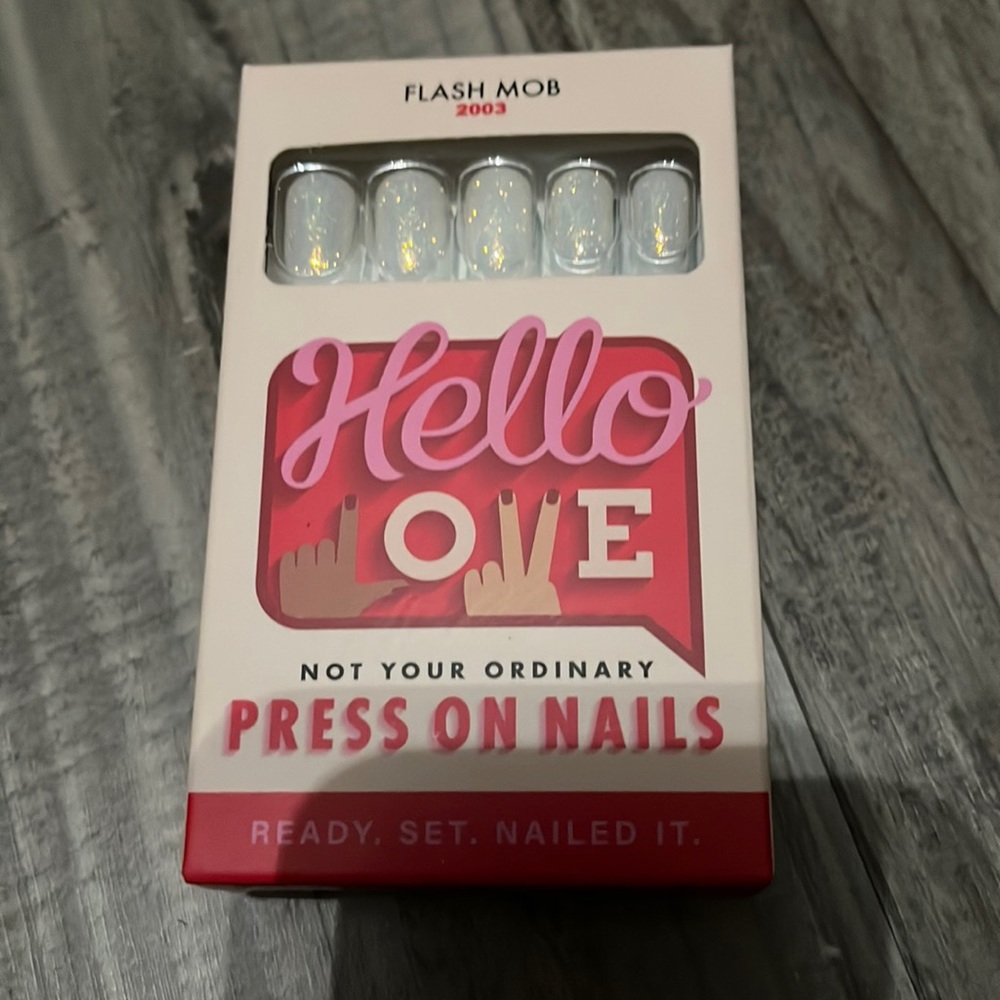 FLASH MOB
2003
Hello
LOVE
NOT YOUR ORDINARY
PRESS ON NAILS
READY. SET. NAILED IT.